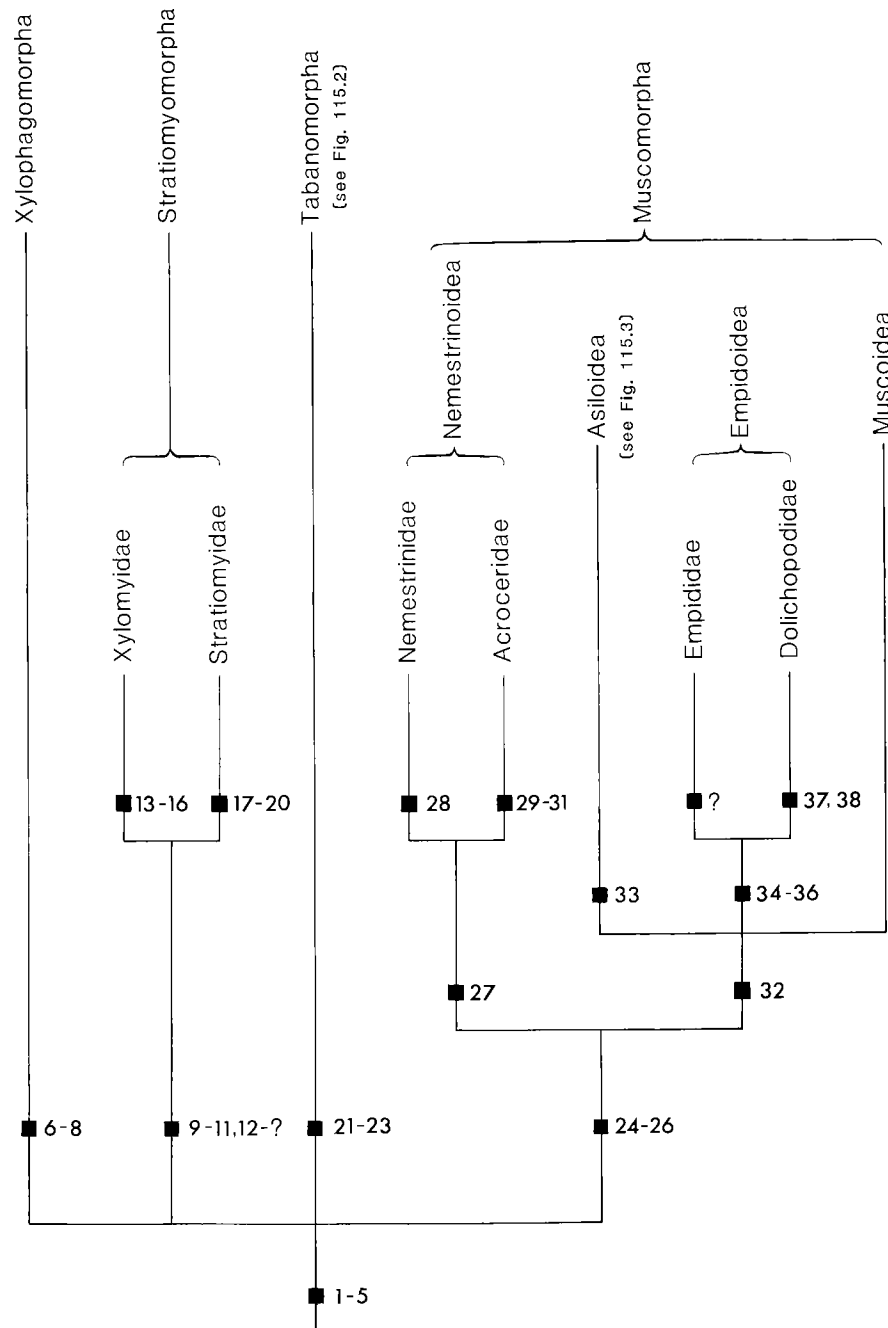 Xylophagomorpha
Stratiomyomorpha
Tabanomorpha
(see Fig. 115.2)
Muscomorpha
Nemestrinoidea
Asiloidea
(see Fig. 115.3)
Empidoidea
Muscoidea
Xylomyidae
Stratiomyidae
Nemestrinidae
Acroceridae
Empididae
Dolichopodidae
13-16
17-20
28
29-31
?
37, 38
33
34-36
27
32
6-8
9-11,12-?
21-23
24-26
1-5